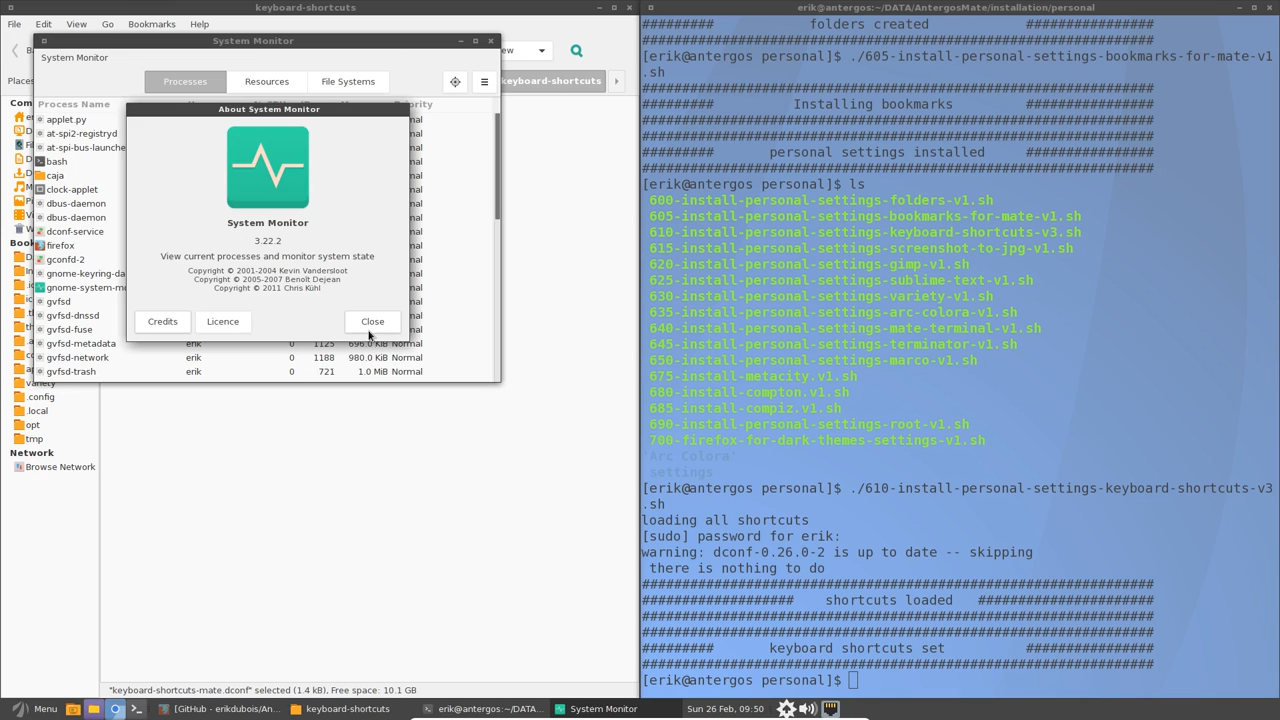 keyboard-shortcuts
File Edit View Go Bookmarks Help
System Monitor
System Monitor
Processes Resources File Systems
keyboard-shortcuts
Places
Process Name
applet.py
at-spi2-registryd
at-spi-bus-launche
bash
caja
clock-applet
dbus-daemon
dbus-daemon
dconf-service
firefox
gconfd-2
gnome-keyring-da
gnome-system-mo
gvfsd
gvfsd-dnssd
gvfsd-fuse
gvfsd-metadata erik 0 1125 696.0 KiB Normal
gvfsd-network erik 0 1188 980.0 KiB Normal
gvfsd-trash erik 0 721 1.0 MiB Normal
About System Monitor
System Monitor
3.22.2
View current processes and monitor system state
Copyright © 2001-2004 Kevin Vandersloot
Copyright © 2005-2007 Benoît Dejean
Copyright © 2011 Chris Kühl
Credits Licence Close
variety
.config
.local
opt
tmp
Network
Browse Network
"keyboard-shortcuts-mate.dconf" selected (1.4 kB), Free space: 10.1 GB
erik@antergos:~/DATA/AntergosMate/installation/personal
######### folders created ################
################################################################
[erik@antergos personal]$ ./605-install-personal-settings-bookmarks-for-mate-v1
.sh
################################################################
######### Installing bookmarks ################
################################################################
################################################################
######### personal settings installed ################
################################################################
[erik@antergos personal]$ ls
600-install-personal-settings-folders-v1.sh
605-install-personal-settings-bookmarks-for-mate-v1.sh
610-install-personal-settings-keyboard-shortcuts-v3.sh
615-install-personal-settings-screenshot-to-jpg-v1.sh
620-install-personal-settings-gimp-v1.sh
625-install-personal-settings-sublime-text-v1.sh
630-install-personal-settings-variety-v1.sh
635-install-personal-settings-arc-colora-v1.sh
640-install-personal-settings-mate-terminal-v1.sh
645-install-personal-settings-terminator-v1.sh
650-install-personal-settings-marco-v1.sh
675-install-metacity.v1.sh
680-install-compton.v1.sh
685-install-compiz.v1.sh
690-install-personal-settings-root-v1.sh
700-firefox-for-dark-themes-settings-v1.sh
'Arc Colora'
settings
[erik@antergos personal]$ ./610-install-personal-settings-keyboard-shortcuts-v3
.sh
loading all shortcuts
[sudo] password for erik:
warning: dconf-0.26.0-2 is up to date -- skipping
there is nothing to do
################################################################
################### shortcuts loaded ######################
################################################################
################################################################
######### keyboard shortcuts set ################
################################################################
[erik@antergos personal]$
Menu [GitHub - erikdubois/An... keyboard-shortcuts erik@antergos:~/DATA... System Monitor Sun 26 Feb, 09:50